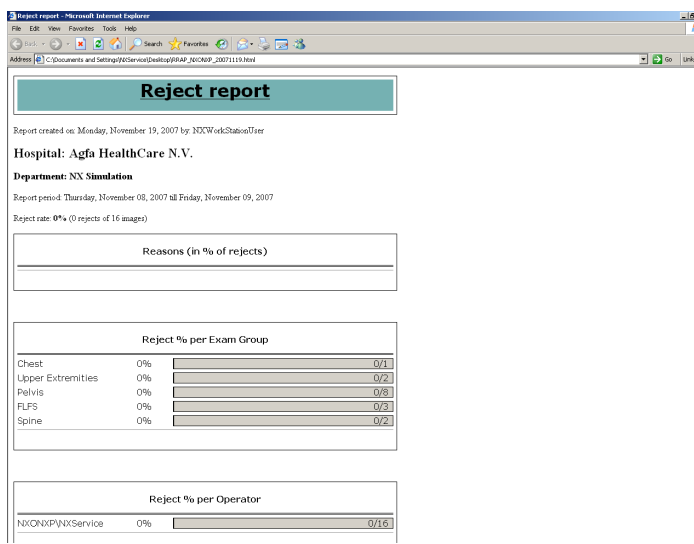 Reject report - Microsoft Internet Explorer
File Edit View Favorites Tools Help
Back Search Favorites
Address C:\Documents and Settings\NXService\Desktop\RRAP_NXONXP_20071119.html Go Link
Reject report
Report created on: Monday, November 19, 2007 by: NXWorkStationUser
Hospital: Agfa HealthCare N.V.
Department: NX Simulation
Report period: Thursday, November 08, 2007 till Friday, November 09, 2007
Reject rate: 0% (0 rejects of 16 images)
Reasons (in % of rejects)
Reject % per Exam Group
Chest 0% 0/1
Upper Extremities 0% 0/2
Pelvis 0% 0/8
FLFS 0% 0/3
Spine 0% 0/2
Reject % per Operator
NXONXP\NXService 0% 0/16